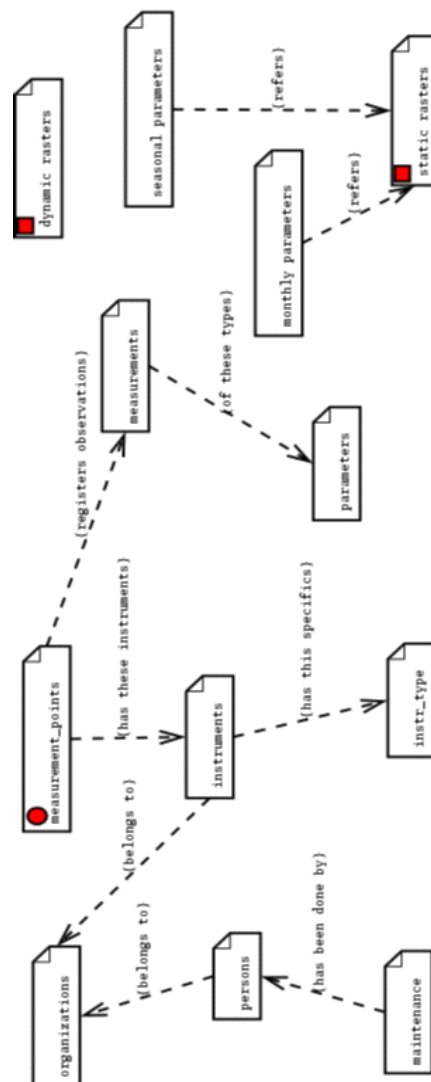 organizations
measurement_points
dynamic rasters
{registers observations}
{belongs to}
{belongs to}
{has these instruments}
measurements
seasonal parameters
persons
instruments
{of these types}
{refers}
monthly parameters
{has been done by}
{has this specifics}
parameters
{refers}
maintenance
instr_type
static rasters